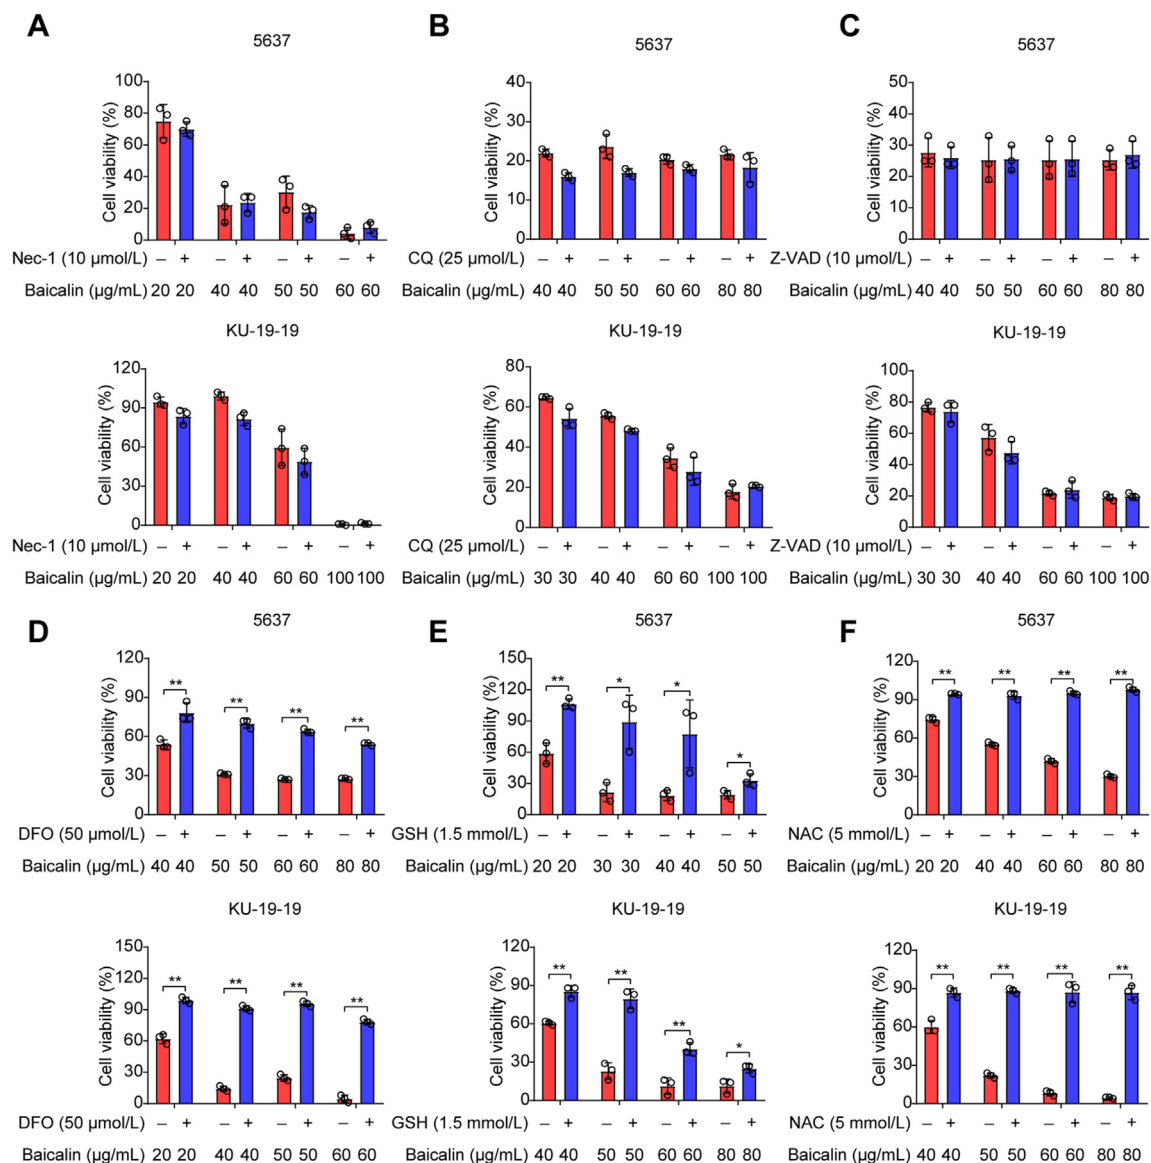 A
B
C
5637
5637
5637
Cell viability (%)
100
80
60
40
20
0
Cell viability (%)
40
30
20
10
0
Cell viability (%)
50
40
30
20
10
0
Nec-1 (10 μmol/L) – + – + – + – +
CQ (25 μmol/L) – + – + – + – +
Z-VAD (10 μmol/L) – + – + – + – +
Baicalin (μg/mL) 20 20 40 40 50 50 60 60
Baicalin (μg/mL) 40 40 50 50 60 60 80 80
Baicalin (μg/mL) 40 40 50 50 60 60 80 80
KU-19-19
KU-19-19
KU-19-19
Cell viability (%)
120
90
60
30
0
Cell viability (%)
80
60
40
20
0
Cell viability (%)
100
80
60
40
20
0
Nec-1 (10 μmol/L) – + – + – + – +
CQ (25 μmol/L) – + – + – + – +
Z-VAD (10 μmol/L) – + – + – + – +
Baicalin (μg/mL) 20 20 40 40 60 60 100 100
Baicalin (μg/mL) 30 30 40 40 60 60 100 100
Baicalin (μg/mL) 30 30 40 40 60 60 100 100
D
E
F
5637
5637
5637
Cell viability (%)
120
90
60
30
0
** ** ** **
Cell viability (%)
150
120
90
60
30
0
** * * *
Cell viability (%)
120
90
60
30
0
** ** ** **
DFO (50 μmol/L) – + – + – + – +
GSH (1.5 mmol/L) – + – + – + – +
NAC (5 mmol/L) – + – + – + – +
Baicalin (μg/mL) 40 40 50 50 60 60 80 80
Baicalin (μg/mL) 20 20 30 30 40 40 50 50
Baicalin (μg/mL) 20 20 40 40 60 60 80 80
KU-19-19
KU-19-19
KU-19-19
Cell viability (%)
150
120
90
60
30
0
** ** ** **
Cell viability (%)
120
90
60
30
0
** ** ** *
Cell viability (%)
120
90
60
30
0
** ** ** **
DFO (50 μmol/L) – + – + – + – +
GSH (1.5 mmol/L) – + – + – + – +
NAC (5 mmol/L) – + – + – + – +
Baicalin (μg/mL) 20 20 40 40 50 50 60 60
Baicalin (μg/mL) 40 40 50 50 60 60 80 80
Baicalin (μg/mL) 40 40 50 50 60 60 80 80